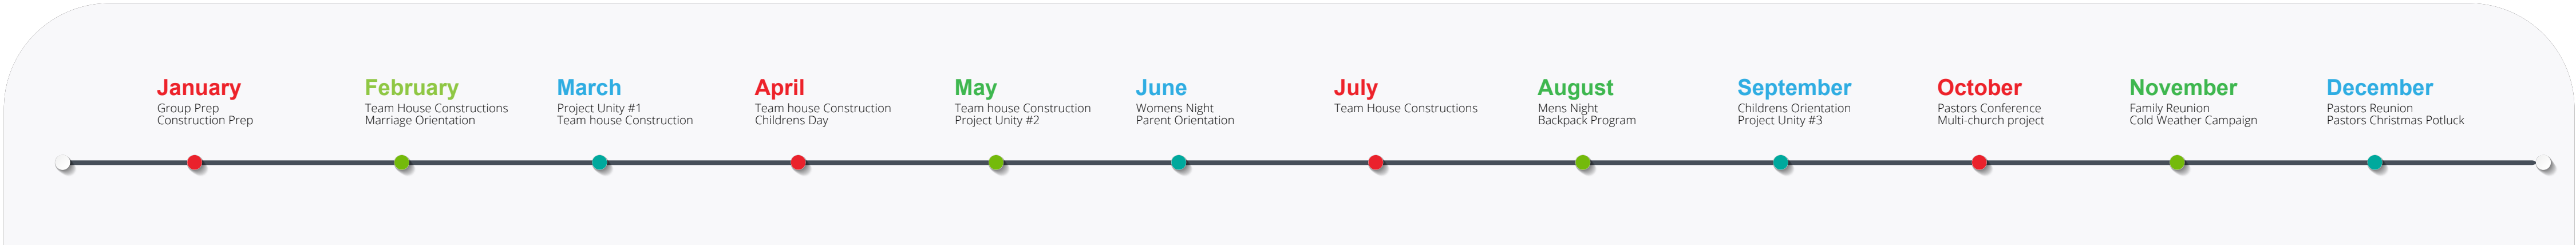 January
Group Prep
Construction Prep
February
Team House Constructions
Marriage Orientation
March
Project Unity #1
Team house Construction
April
Team house Construction
Childrens Day
May
Team house Construction
Project Unity #2
June
Womens Night
Parent Orientation
July
Team House Constructions
August
Mens Night
Backpack Program
September
Childrens Orientation
Project Unity #3
October
Pastors Conference
Multi-church project
November
Family Reunion
Cold Weather Campaign
December
Pastors Reunion
Pastors Christmas Potluck